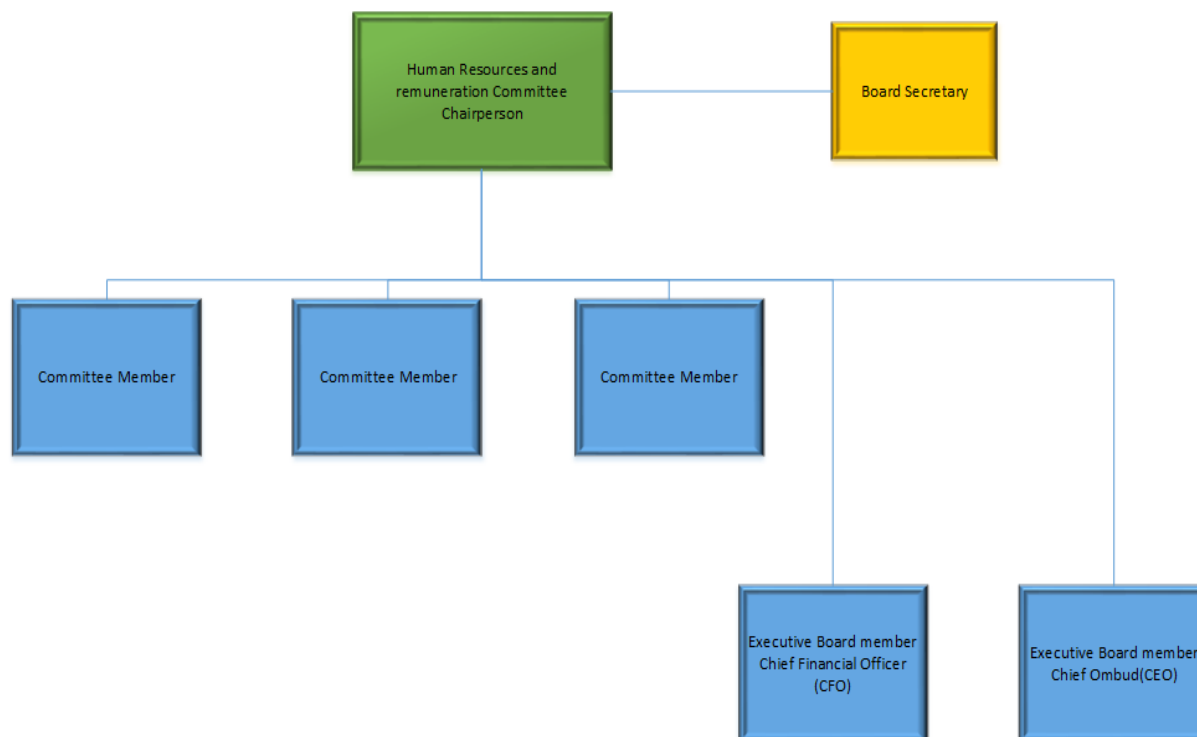 Human Resources and
remuneration Committee
Chairperson
Board Secretary
Committee Member
Committee Member
Committee Member
Executive Board member
Chief Financial Officer
(CFO)
Executive Board member
Chief Ombud(CEO)